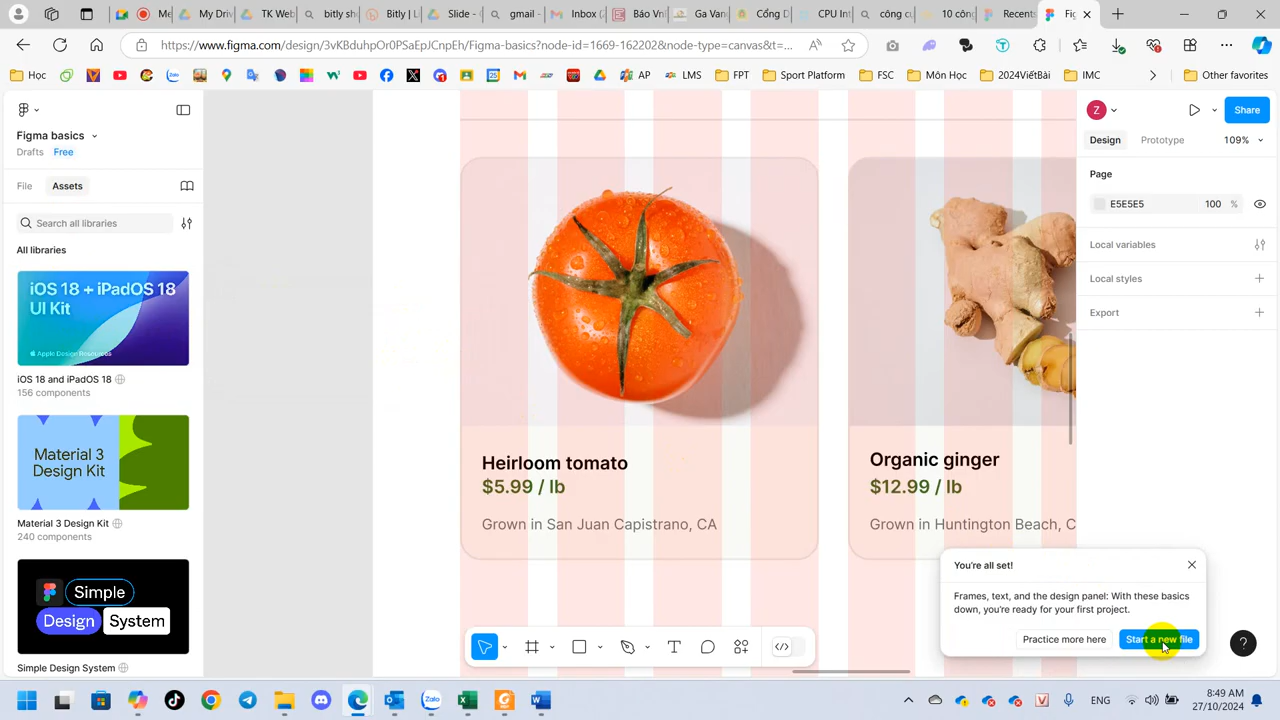 Me
My Driv
TK Web
bitly
Bitly | L
Slide -
gmail
Inbox (
Báo Vn
Ga Van
Cổng D
PU In
công cụ
10 công
Recents
Fig
https://www.figma.com/design/3vKBduhpOr0PSaEpJCnpEh/Figma-basics?node-id=1669-162202&node-type=canvas&t=...
Học
AP
LMS
FPT
Sport Platform
FSC
Môn Học
2024ViếtBài
IMC
Other favorites
Figma basics
Drafts Free
File Assets
Search all libraries
All libraries
iOS 18 + iPadOS 18
UI Kit
Apple Design Resources
iOS 18 and iPadOS 18
156 components
Material 3
Design Kit
Material 3 Design Kit
240 components
Simple
Design System
Simple Design System
Heirloom tomato
$5.99 / lb
Grown in San Juan Capistrano, CA
Organic ginger
$12.99 / lb
Grown in Huntington Beach, C
Z
Share
Design Prototype 109%
Page
E5E5E5 100 %
Local variables
Local styles
Export
You're all set!
Frames, text, and the design panel: With these basics
down, you're ready for your first project.
Practice more here
Start a new file
?
ENG
8:49 AM
27/10/2024